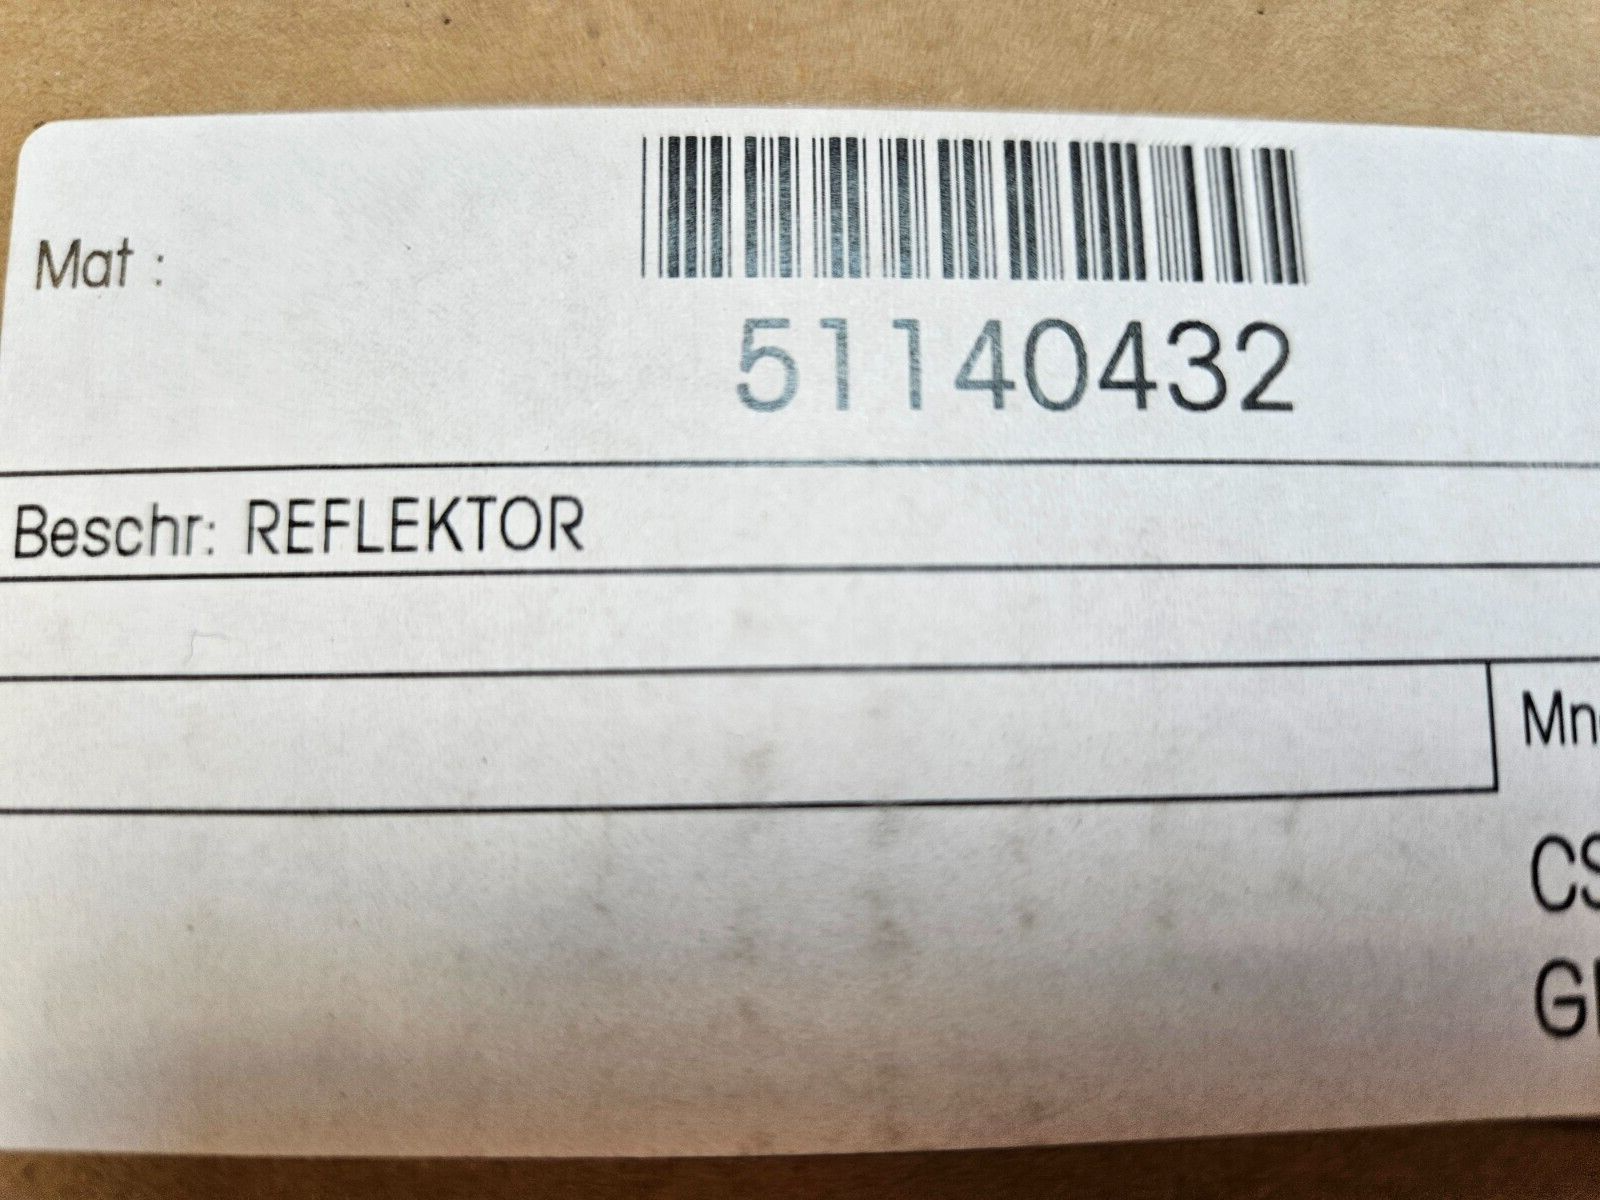 Mat :
51140432
Beschr: REFLEKTOR